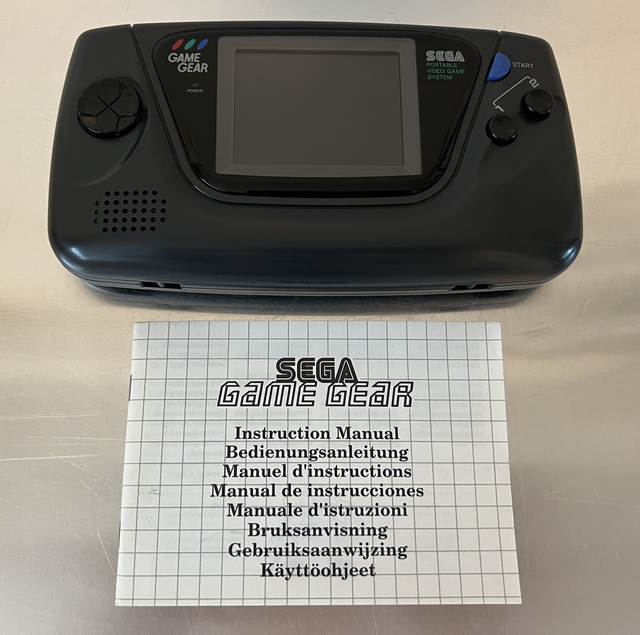 GAME
GEAR
POWER
SEGA
PORTABLE
VIDEO GAME
SYSTEM
START
2
1
SEGA
GAME GEAR
Instruction Manual
Bedienungsanleitung
Manuel d'instructions
Manual de instrucciones
Manuale d'istruzioni
Bruksanvisning
Gebruiksaanwijzing
Käyttöohjeet